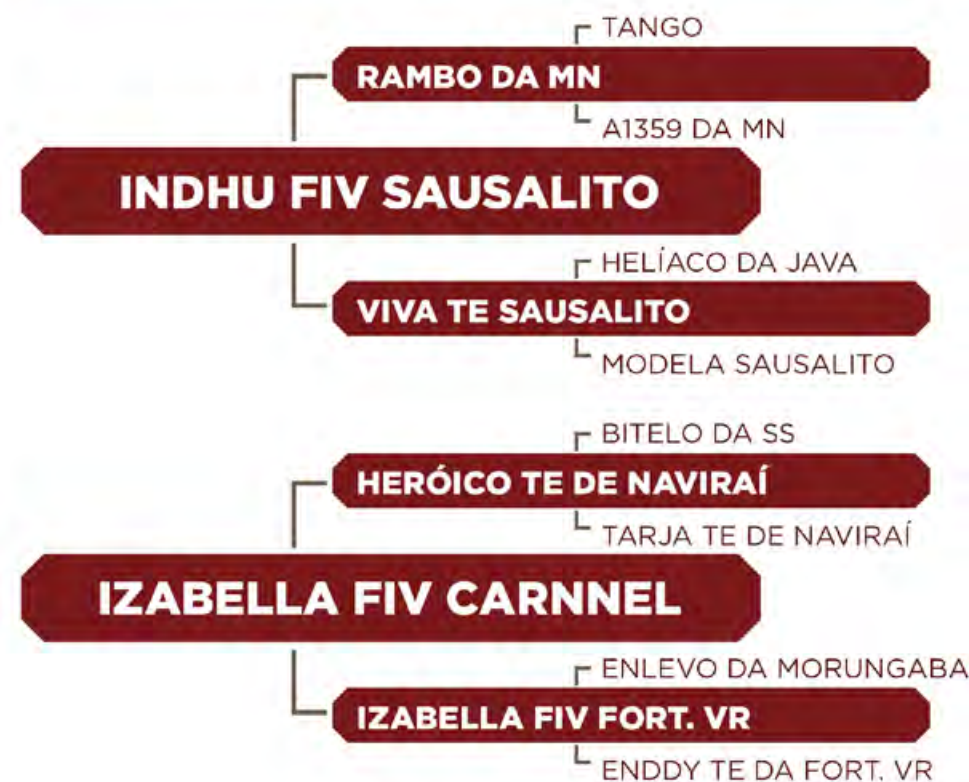 TANGO
RAMBO DA MN
A1359 DA MN
INDHU FIV SAUSALITO
HELÍACO DA JAVA
VIVA TE SAUSALITO
MODELA SAUSALITO
BITELO DA SS
HERÓICO TE DE NAVIRAÍ
TARJA TE DE NAVIRAÍ
IZABELLA FIV CARNNEL
ENLEVO DA MORUNGABA
IZABELLA FIV FORT. VR
ENDDY TE DA FORT. VR